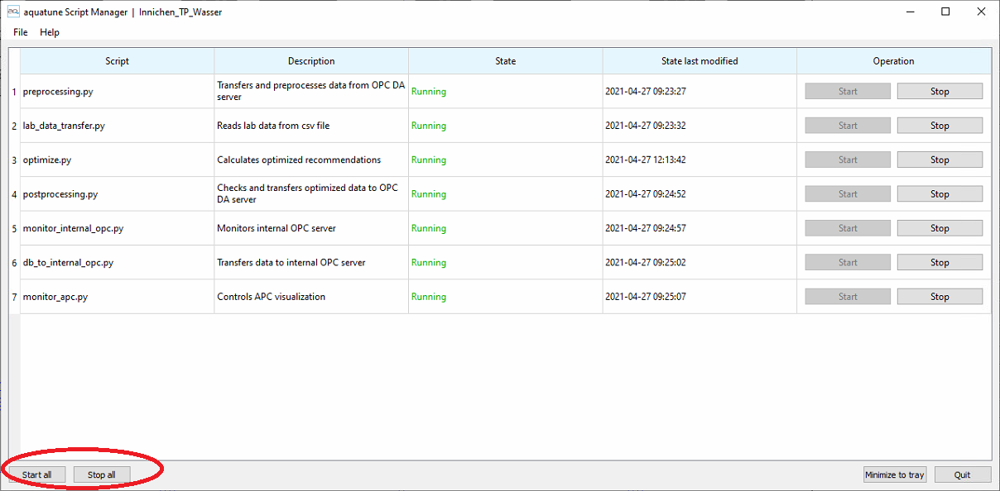 aquatune Script Manager | Innichen_TP_Wasser
File Help
Script Description State State last modified Operation
1 preprocessing.py Transfers and preprocesses data from OPC DA server Running 2021-04-27 09:23:27 Start Stop
2 lab_data_transfer.py Reads lab data from csv file Running 2021-04-27 09:23:32 Start Stop
3 optimize.py Calculates optimized recommendations Running 2021-04-27 12:13:42 Start Stop
4 postprocessing.py Checks and transfers optimized data to OPC DA server Running 2021-04-27 09:24:52 Start Stop
5 monitor_internal_opc.py Monitors internal OPC server Running 2021-04-27 09:24:57 Start Stop
6 db_to_internal_opc.py Transfers data to internal OPC server Running 2021-04-27 09:25:02 Start Stop
7 monitor_apc.py Controls APC visualization Running 2021-04-27 09:25:07 Start Stop
Start all Stop all Minimize to tray Quit